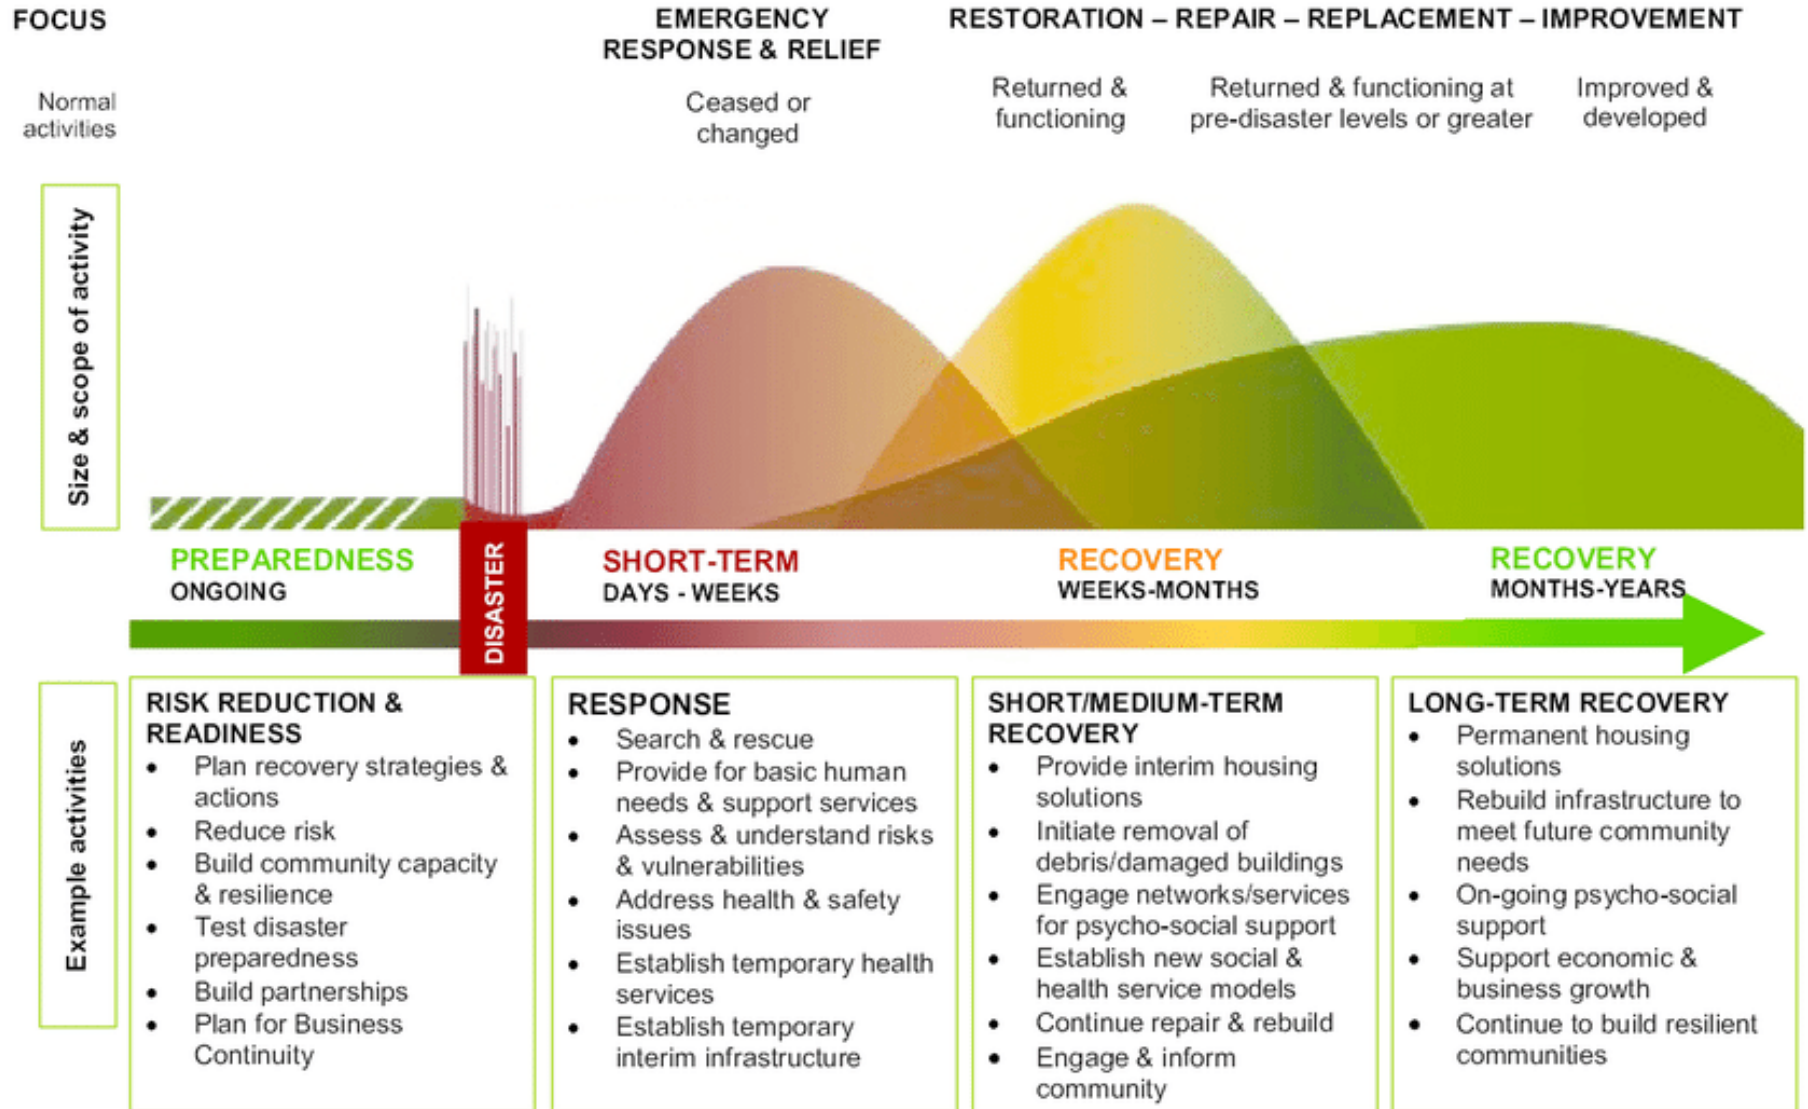 FOCUS
EMERGENCY
RESPONSE & RELIEF
RESTORATION – REPAIR – REPLACEMENT – IMPROVEMENT
Normal
activities
Ceased or
changed
Returned &
functioning
Returned & functioning at
pre-disaster levels or greater
Improved &
developed
Size & scope of activity
PREPAREDNESS
ONGOING
DISASTER
SHORT-TERM
DAYS - WEEKS
RECOVERY
WEEKS-MONTHS
RECOVERY
MONTHS-YEARS
Example activities
RISK REDUCTION &
READINESS
• Plan recovery strategies &
actions
• Reduce risk
• Build community capacity
& resilience
• Test disaster
preparedness
• Build partnerships
• Plan for Business
Continuity
RESPONSE
• Search & rescue
• Provide for basic human
needs & support services
• Assess & understand risks
& vulnerabilities
• Address health & safety
issues
• Establish temporary health
services
• Establish temporary
interim infrastructure
SHORT/MEDIUM-TERM
RECOVERY
• Provide interim housing
solutions
• Initiate removal of
debris/damaged buildings
• Engage networks/services
for psycho-social support
• Establish new social &
health service models
• Continue repair & rebuild
• Engage & inform
community
LONG-TERM RECOVERY
• Permanent housing
solutions
• Rebuild infrastructure to
meet future community
needs
• On-going psycho-social
support
• Support economic &
business growth
• Continue to build resilient
communities